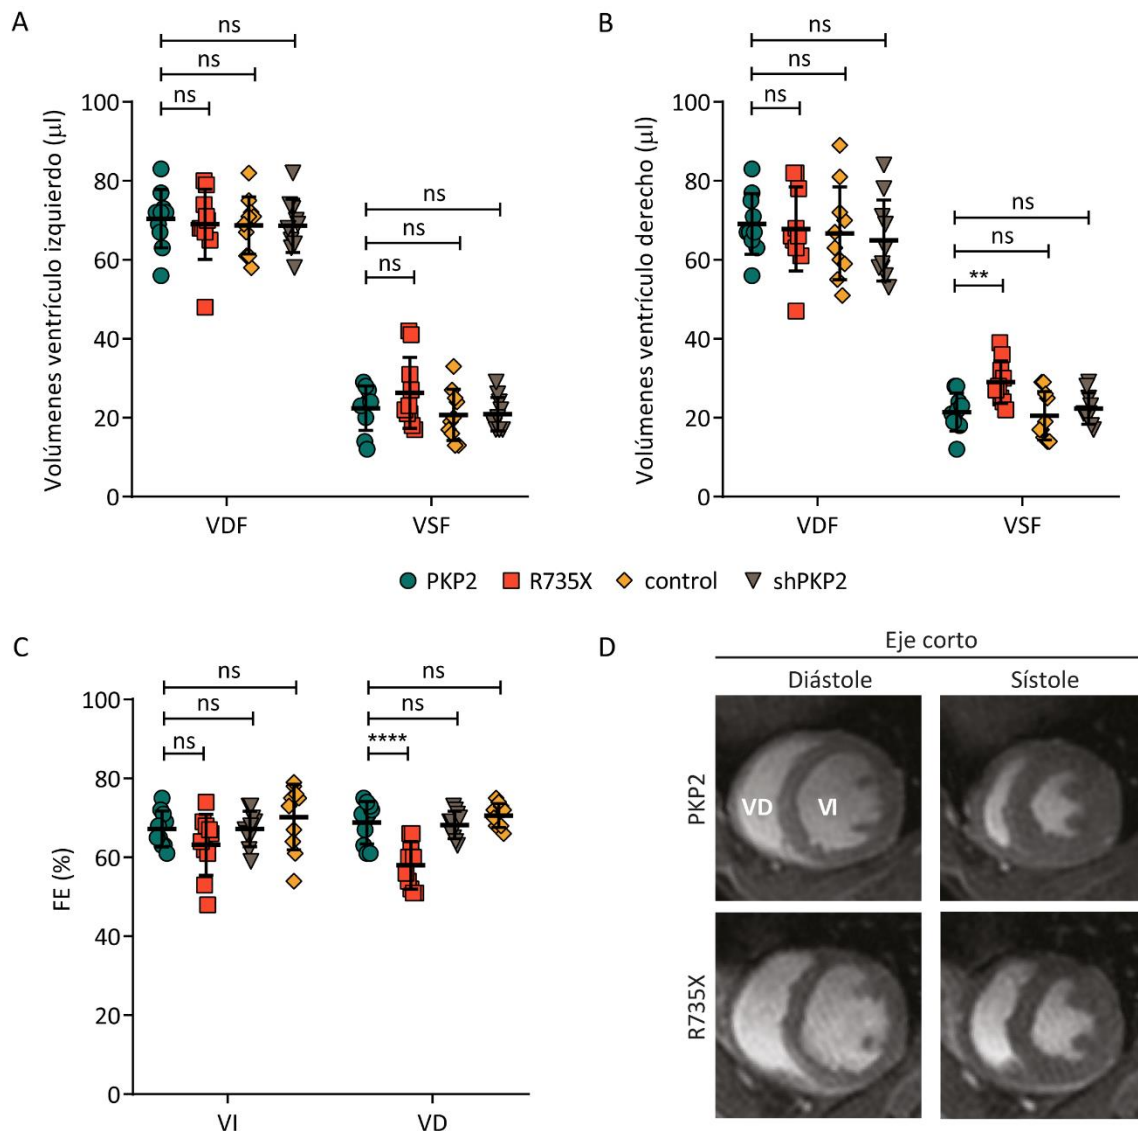 A
ns
ns
ns
ns
ns
ns
Volúmenes ventrículo izquierdo (µl)
100
80
60
40
20
0
VDF
VSF
B
ns
ns
ns
ns
ns
**
Volúmenes ventrículo derecho (µl)
100
80
60
40
20
0
VDF
VSF
PKP2 R735X control shPKP2
C
ns
ns
ns
ns
ns
****
FE (%)
100
80
60
40
20
0
VI
VD
D
Eje corto
Diástole Sístole
PKP2
VD VI
R735X